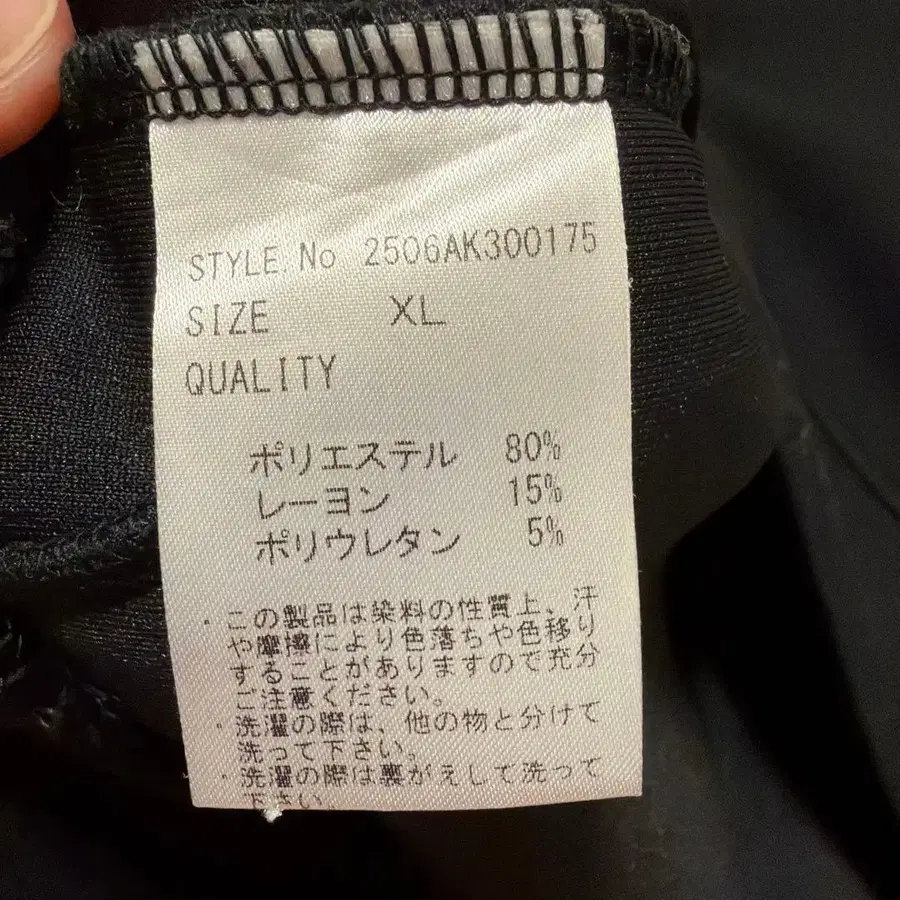 STYLE.No 2506AK300175
SIZE XL
QUALITY
ポリエステル 80%
レーヨン 15%
ポリウレタン 5%
・この製品は染料の性質上、汗
や摩擦により色落ちや色移り
することがありますので充分
ご注意ください。
・洗濯の際は、他の物と分けて
洗って下さい。
・洗濯の際は裏がえして洗って
下さい。